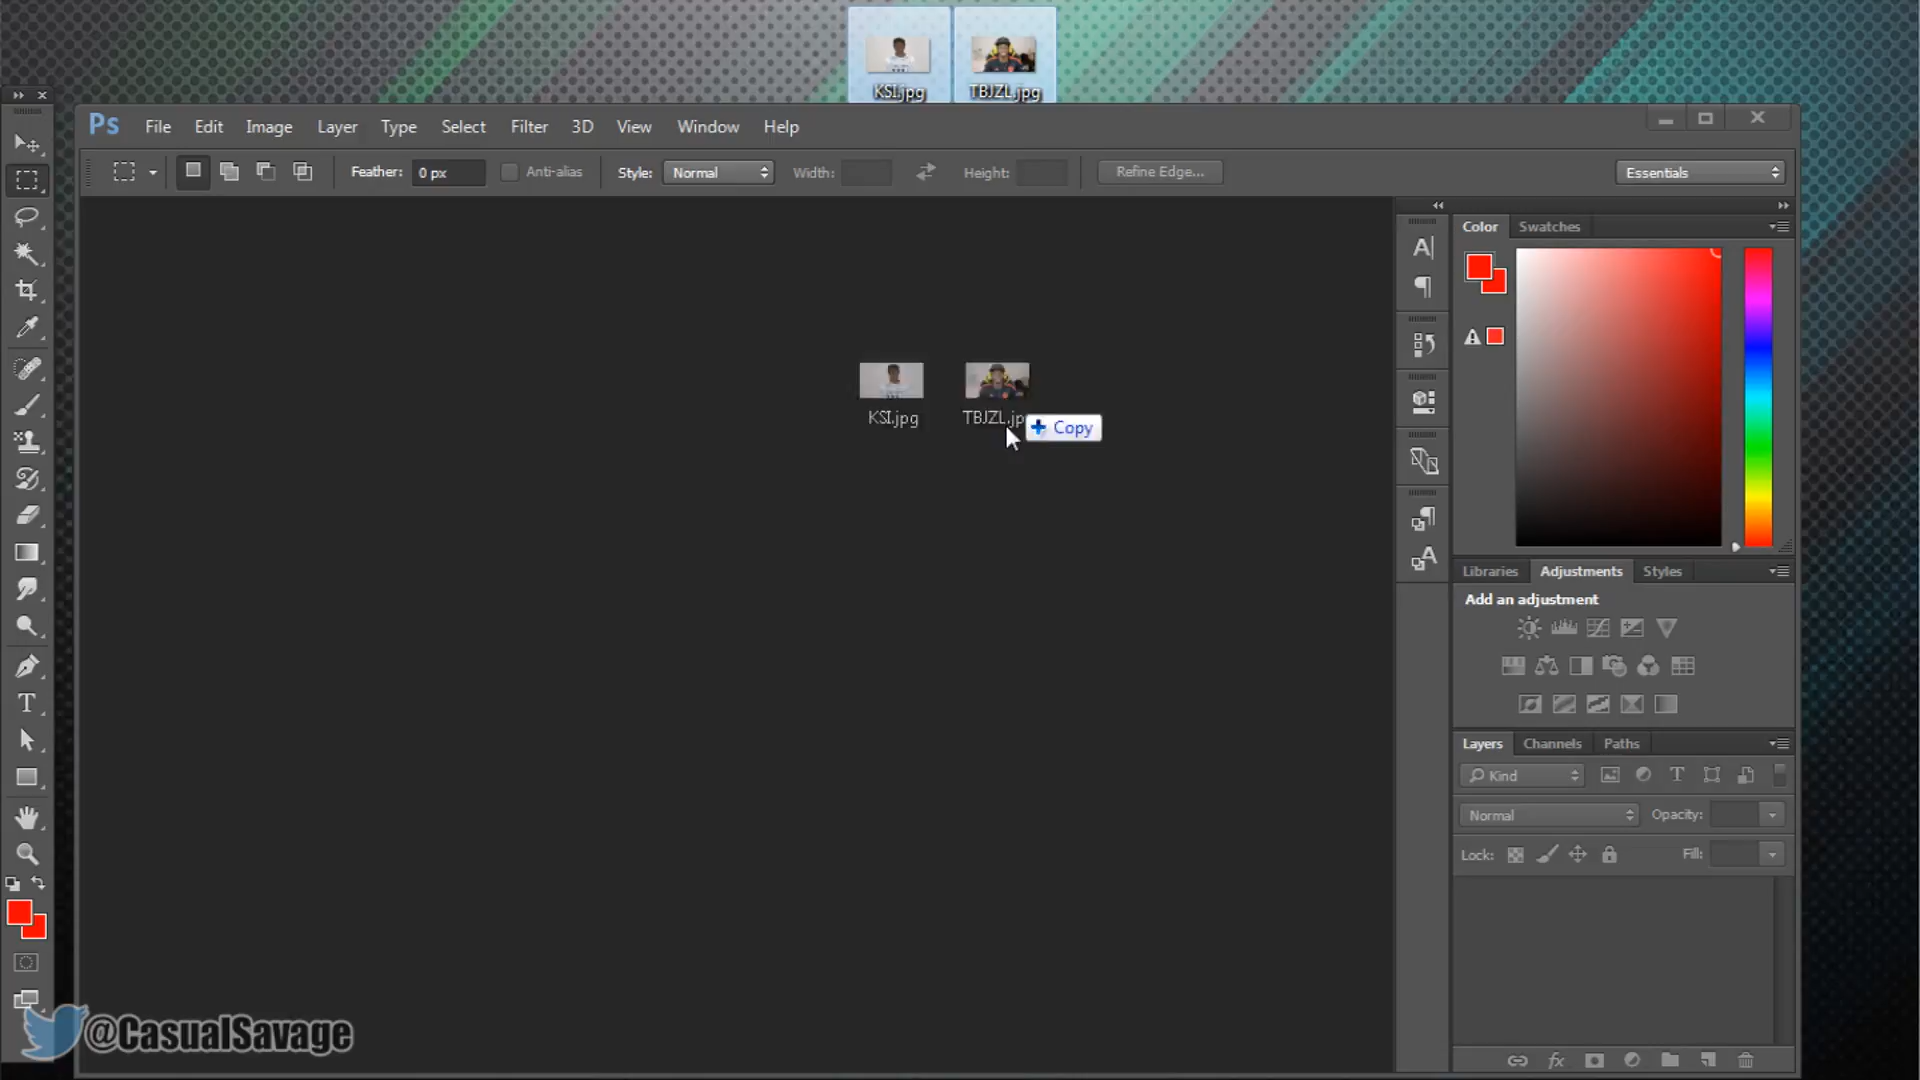 KSI.jpg TBJZL.jpg
Ps File Edit Image Layer Type Select Filter 3D View Window Help
Feather: 0 px Anti-alias Style: Normal Width: Height: Refine Edge... Essentials
Color Swatches
KSI.jpg TBJZL.jp
Copy
Libraries Adjustments Styles
Add an adjustment
Layers Channels Paths
Kind
Normal Opacity:
Lock: Fill:
@CasualSavage